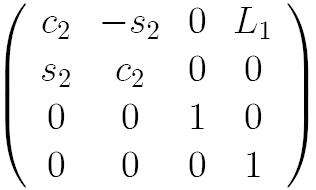 c₂ −s₂ 0 L₁
s₂ c₂ 0 0
0 0 1 0
0 0 0 1